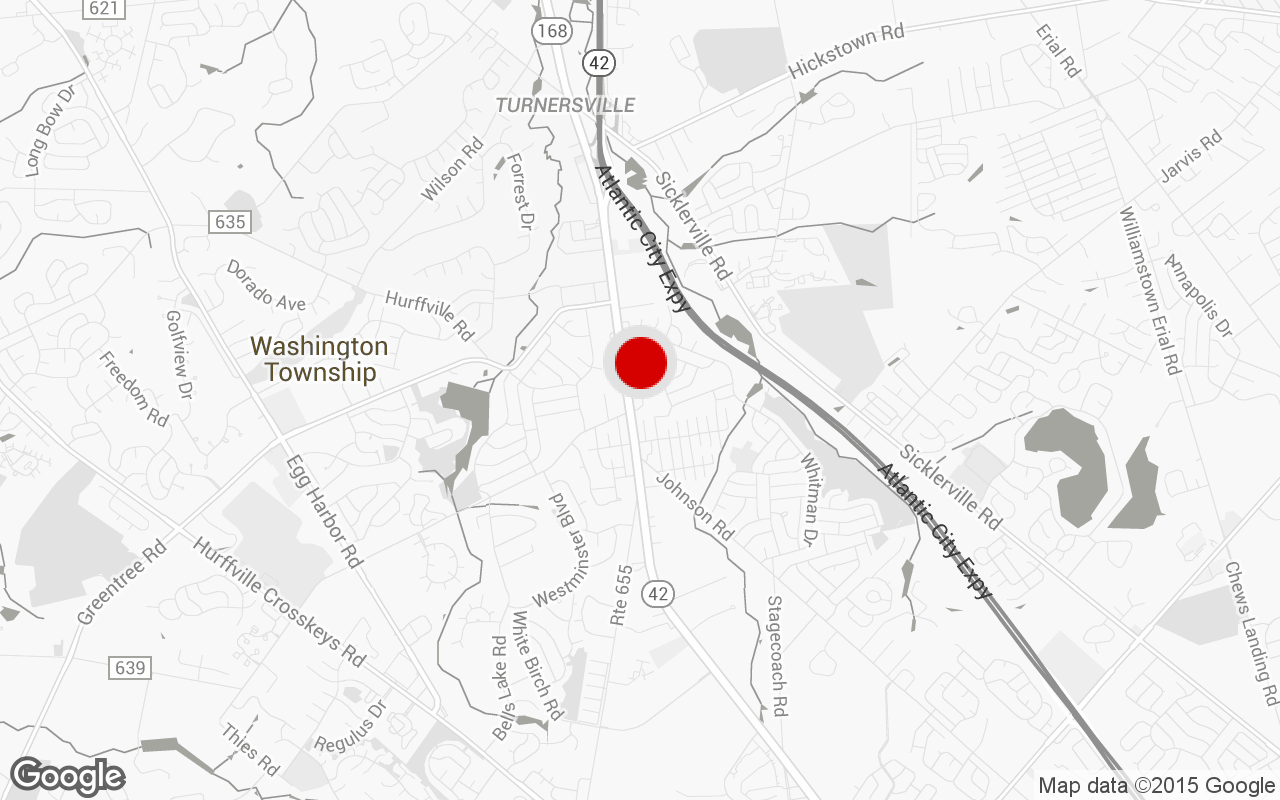 621
168
42
Hickstown Rd
Erial Rd
TURNERSVILLE
Long Bow Dr
Wilson Rd
Forrest Dr
Jarvis Rd
Atlantic City Expy
Sicklerville Rd
635
Williamstown Erial Rd
Annapolis Dr
Dorado Ave
Hurffville Rd
Golfview Dr
Washington
Township
Freedom Rd
Egg Harbor Rd
Sicklerville Rd
Atlantic City Expy
Whitman Dr
Johnson Rd
Westminster Blvd
Greentree Rd
Hurffville Crosskeys Rd
Rte 655
42
Stagecoach Rd
Chews Landing Rd
White Birch Rd
Bells Lake Rd
639
Regulus Dr
Thies Rd
Google
Map data ©2015 Google